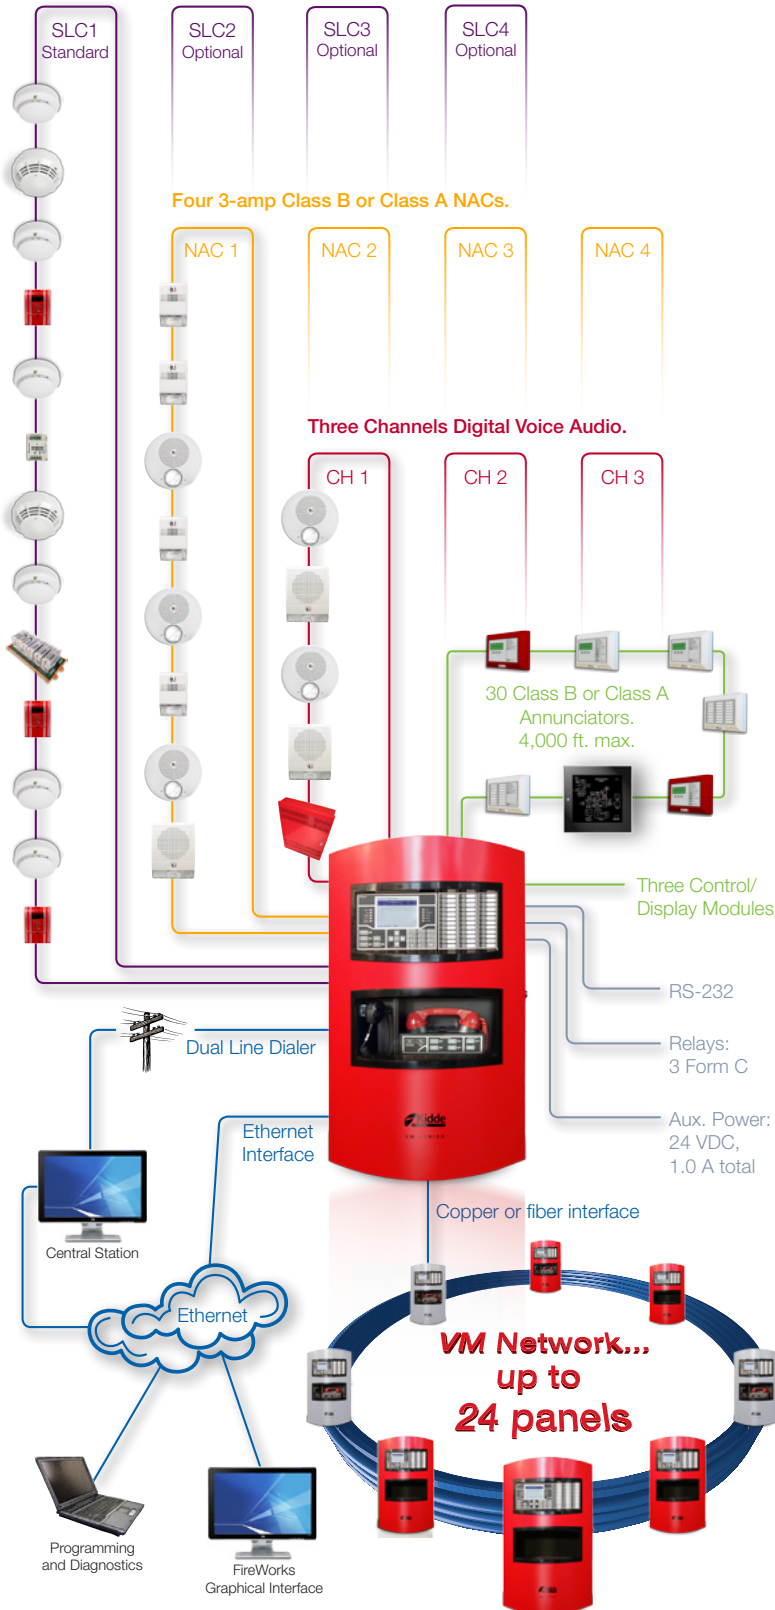 SLC1
Standard
SLC2
Optional
SLC3
Optional
SLC4
Optional
Four 3-amp Class B or Class A NACs.
NAC 1
NAC 2
NAC 3
NAC 4
Three Channels Digital Voice Audio.
CH 1
CH 2
CH 3
30 Class B or Class A
Annunciators.
4,000 ft. max.
Three Control/
Display Modules
RS-232
Relays:
3 Form C
Aux. Power:
24 VDC,
1.0 A total
Dual Line Dialer
Ethernet
Interface
Kidde
VM SERIES
Copper or fiber interface
Central Station
Ethernet
VM Network...
up to
24 panels
Programming
and Diagnostics
FireWorks
Graphical Interface